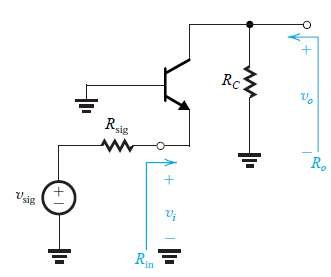 R_C
+
v_o
−
R_o
R_sig
v_sig
+
−
+
v_i
−
R_in